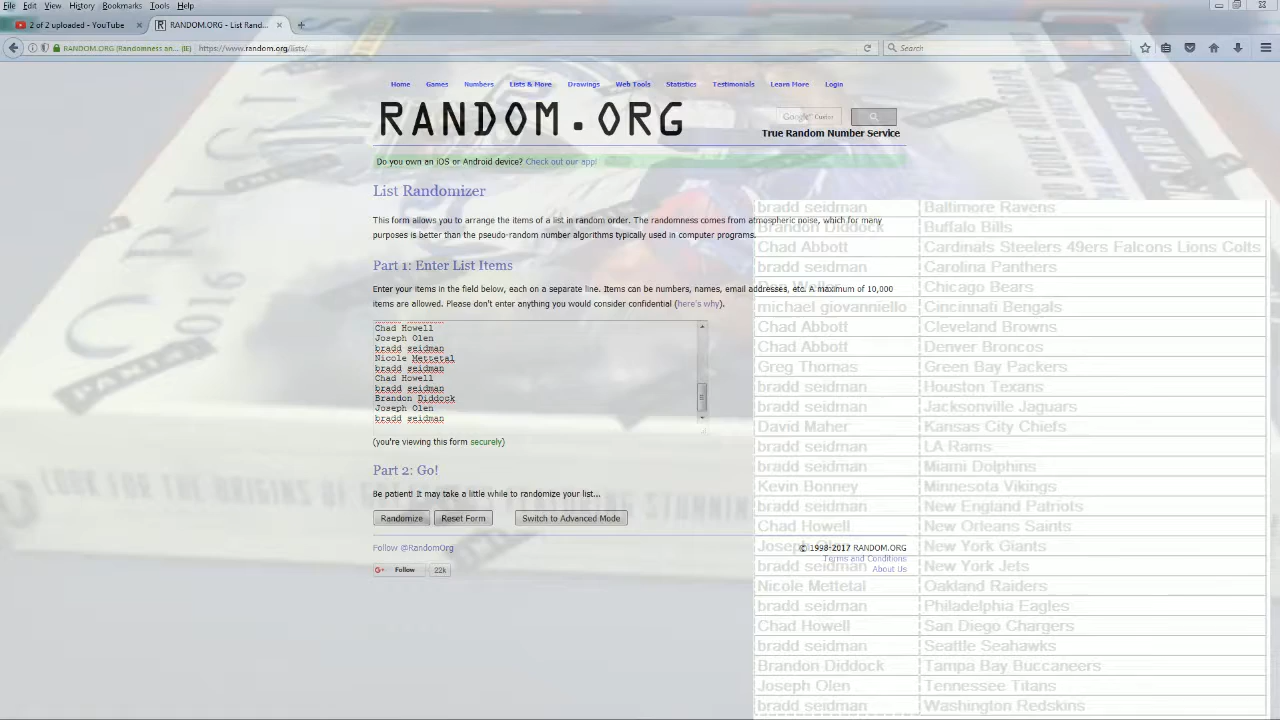 File Edit View History Bookmarks Tools Help
2 of 2 uploaded - YouTube
RANDOM.ORG - List Rand...
RANDOM.ORG (Randomness an... (IE)
https://www.random.org/lists/
Search
Home Games Numbers Lists & More Drawings Web Tools Statistics Testimonials Learn More Login
RANDOM.ORG
Google Custom
True Random Number Service
Do you own an iOS or Android device? Check out our app!
List Randomizer
This form allows you to arrange the items of a list in random order. The randomness comes from atmospheric noise, which for many
purposes is better than the pseudo-random number algorithms typically used in computer programs.
Part 1: Enter List Items
Enter your items in the field below, each on a separate line. Items can be numbers, names, email addresses, etc. A maximum of 10,000
items are allowed. Please don't enter anything you would consider confidential (here's why).
Chad Howell
Joseph Olen
bradd seidman
Nicole Mettetal
bradd seidman
Chad Howell
bradd seidman
Brandon Diddock
Joseph Olen
bradd seidman
(you're viewing this form securely)
Part 2: Go!
Be patient! It may take a little while to randomize your list...
Randomize Reset Form Switch to Advanced Mode
Follow @RandomOrg
© 1998-2017 RANDOM.ORG
Terms and Conditions
About Us
Follow 22k
bradd seidman Baltimore Ravens
Brandon Diddock Buffalo Bills
Chad Abbott Cardinals Steelers 49ers Falcons Lions Colts
bradd seidman Carolina Panthers
Chicago Bears
michael giovanniello Cincinnati Bengals
Chad Abbott Cleveland Browns
Chad Abbott Denver Broncos
Greg Thomas Green Bay Packers
bradd seidman Houston Texans
bradd seidman Jacksonville Jaguars
David Maher Kansas City Chiefs
bradd seidman LA Rams
bradd seidman Miami Dolphins
Kevin Bonney Minnesota Vikings
bradd seidman New England Patriots
Chad Howell New Orleans Saints
Joseph Olen New York Giants
bradd seidman New York Jets
Nicole Mettetal Oakland Raiders
bradd seidman Philadelphia Eagles
Chad Howell San Diego Chargers
bradd seidman Seattle Seahawks
Brandon Diddock Tampa Bay Buccaneers
Joseph Olen Tennessee Titans
bradd seidman Washington Redskins